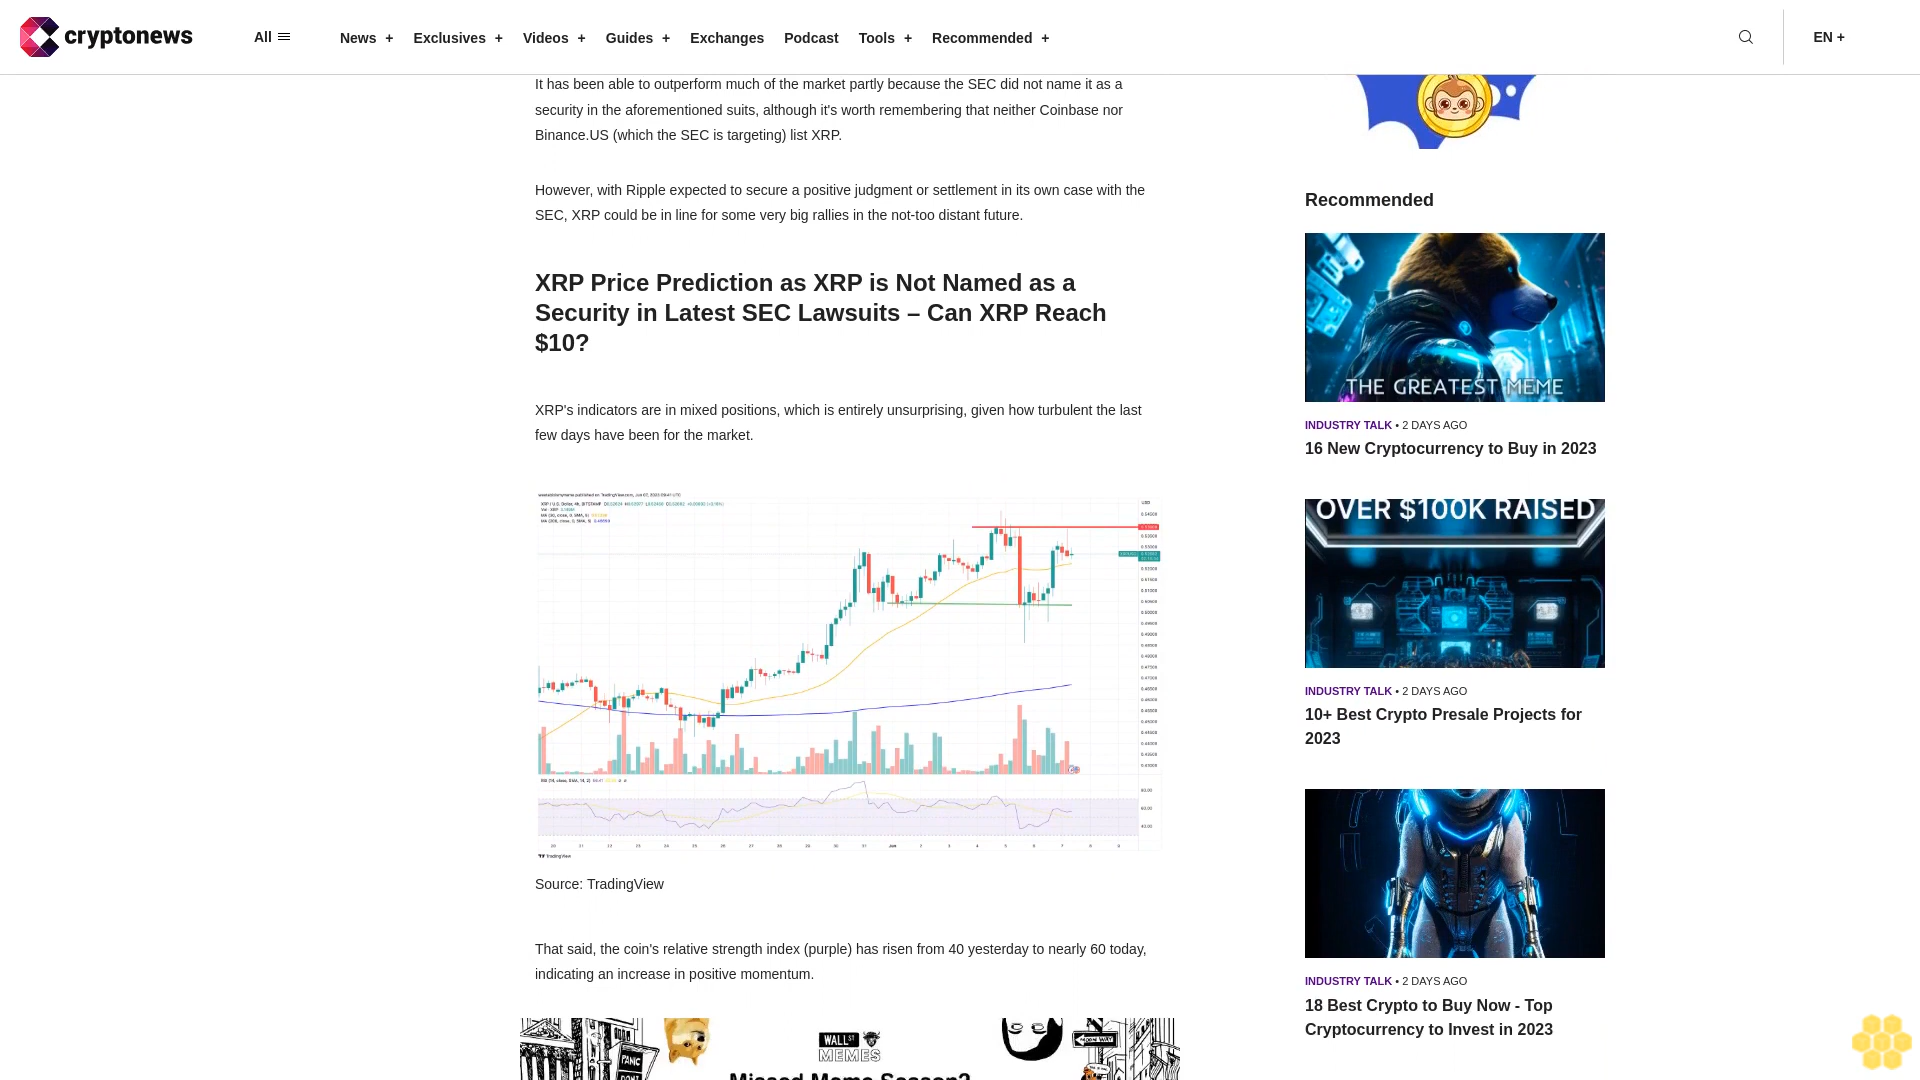 cryptonews
All
News +
Exclusives +
Videos +
Guides +
Exchanges
Podcast
Tools +
Recommended +
EN +
It has been able to outperform much of the market partly because the SEC did not name it as a
security in the aforementioned suits, although it's worth remembering that neither Coinbase nor
Binance.US (which the SEC is targeting) list XRP.
However, with Ripple expected to secure a positive judgment or settlement in its own case with the
SEC, XRP could be in line for some very big rallies in the not-too distant future.
XRP Price Prediction as XRP is Not Named as a
Security in Latest SEC Lawsuits – Can XRP Reach
$10?
XRP's indicators are in mixed positions, which is entirely unsurprising, given how turbulent the last
few days have been for the market.
TradingView
Source: TradingView
That said, the coin's relative strength index (purple) has risen from 40 yesterday to nearly 60 today,
indicating an increase in positive momentum.
PANIC
WALL ST
MEMES
Missed Meme Season?
Recommended
THE GREATEST MEME
INDUSTRY TALK • 2 DAYS AGO
16 New Cryptocurrency to Buy in 2023
OVER $100K RAISED
INDUSTRY TALK • 2 DAYS AGO
10+ Best Crypto Presale Projects for
2023
INDUSTRY TALK • 2 DAYS AGO
18 Best Crypto to Buy Now - Top
Cryptocurrency to Invest in 2023